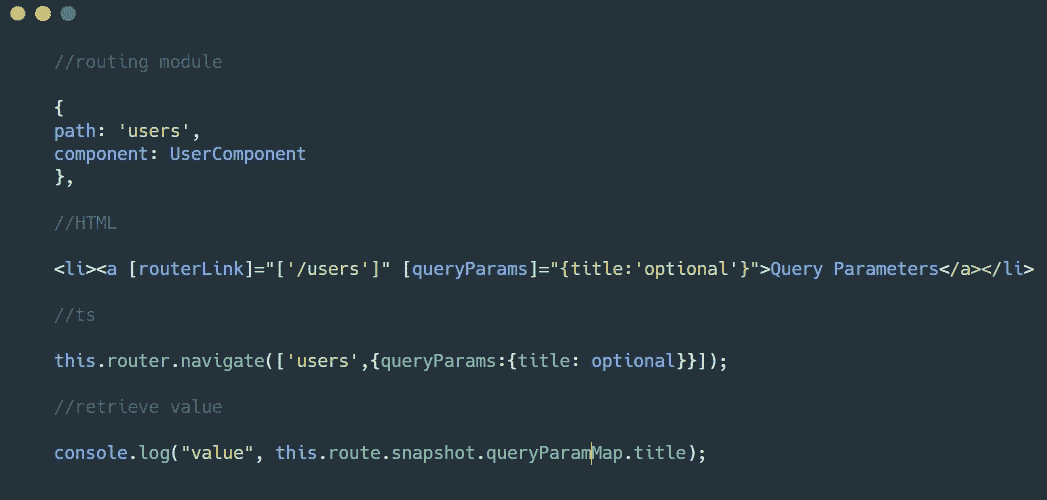 //routing module
{
path: 'users',
component: UserComponent
},
//HTML
<li><a [routerLink]="['/users']" [queryParams]="{title:'optional'}">Query Parameters</a></li>
//ts
this.router.navigate(['users',{queryParams:{title: optional}}]);
//retrieve value
console.log("value", this.route.snapshot.queryParamMap.title);